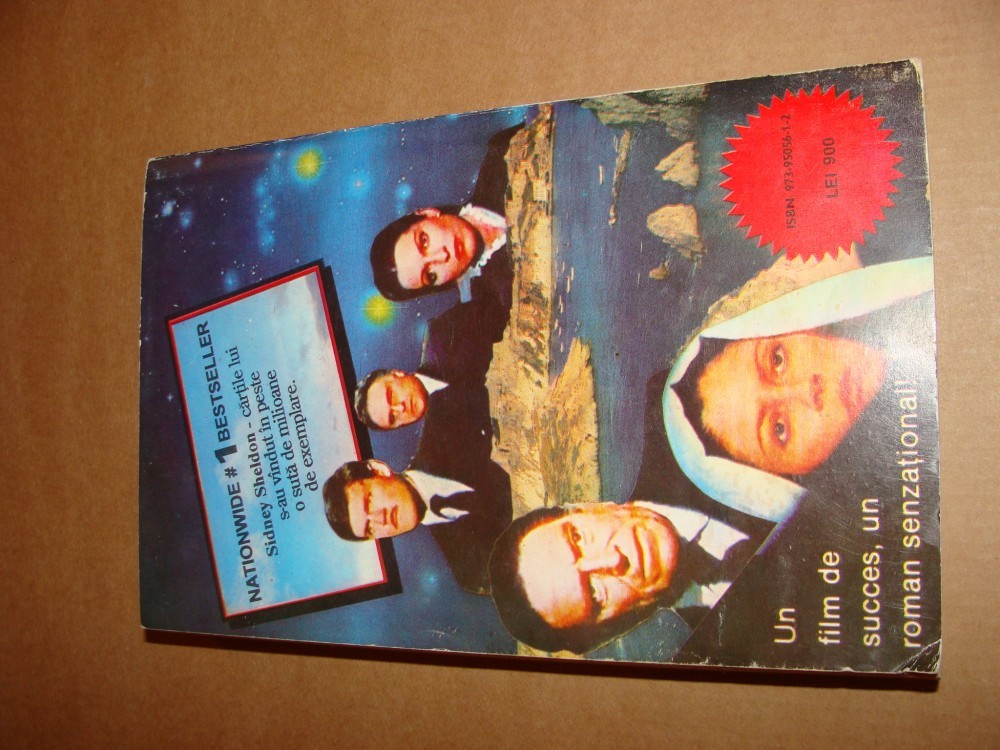 NATIONWIDE # 1 BESTSELLER
Sidney Sheldon - cărțile lui
s-au vîndut în peste
o sută de milioane
de exemplare.
ISBN 973-95056-1-2
LEI 900
Un
film de
succes, un
roman senzațional!